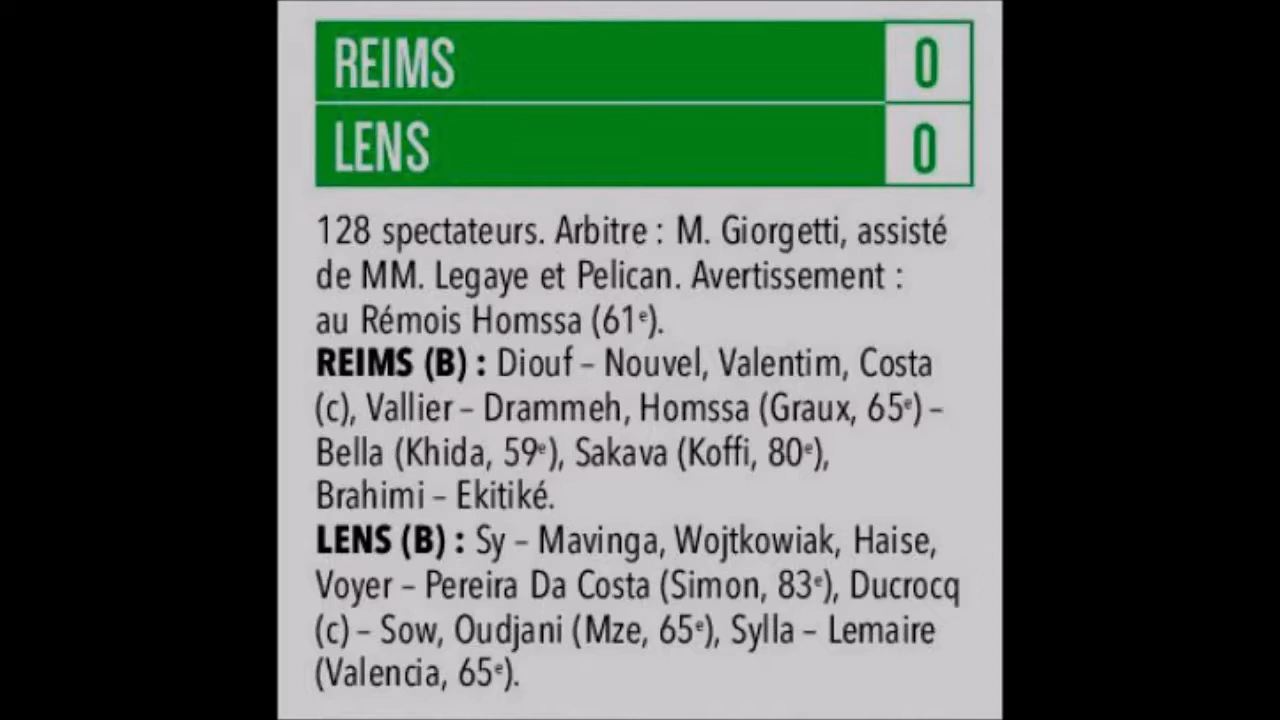 REIMS 0
LENS 0
128 spectateurs. Arbitre : M. Giorgetti, assisté
de MM. Legaye et Pelican. Avertissement :
au Rémois Homssa (61e).
REIMS (B) : Diouf – Nouvel, Valentim, Costa
(c), Vallier – Drammeh, Homssa (Graux, 65e) –
Bella (Khida, 59e), Sakava (Koffi, 80e),
Brahimi – Ekitiké.
LENS (B) : Sy – Mavinga, Wojtkowiak, Haise,
Voyer – Pereira Da Costa (Simon, 83e), Ducrocq
(c) – Sow, Oudjani (Mze, 65e), Sylla – Lemaire
(Valencia, 65e).